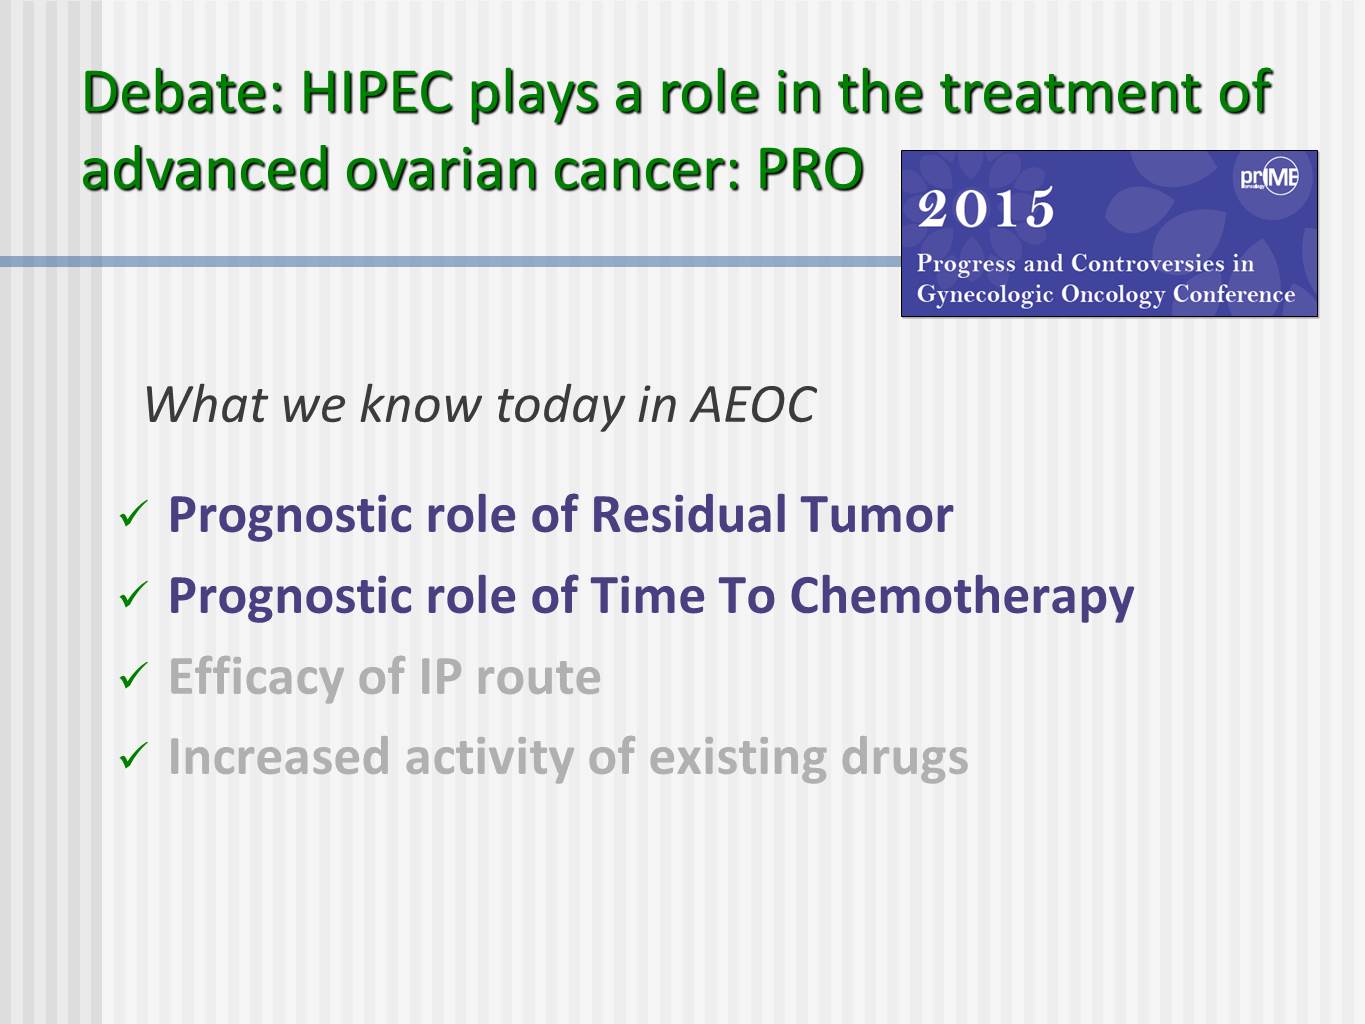 Debate: HIPEC plays a role in the treatment of
advanced ovarian cancer: PRO
prIME
Oncology
2015
Progress and Controversies in
Gynecologic Oncology Conference
What we know today in AEOC
✓ Prognostic role of Residual Tumor
✓ Prognostic role of Time To Chemotherapy
✓ Efficacy of IP route
✓ Increased activity of existing drugs